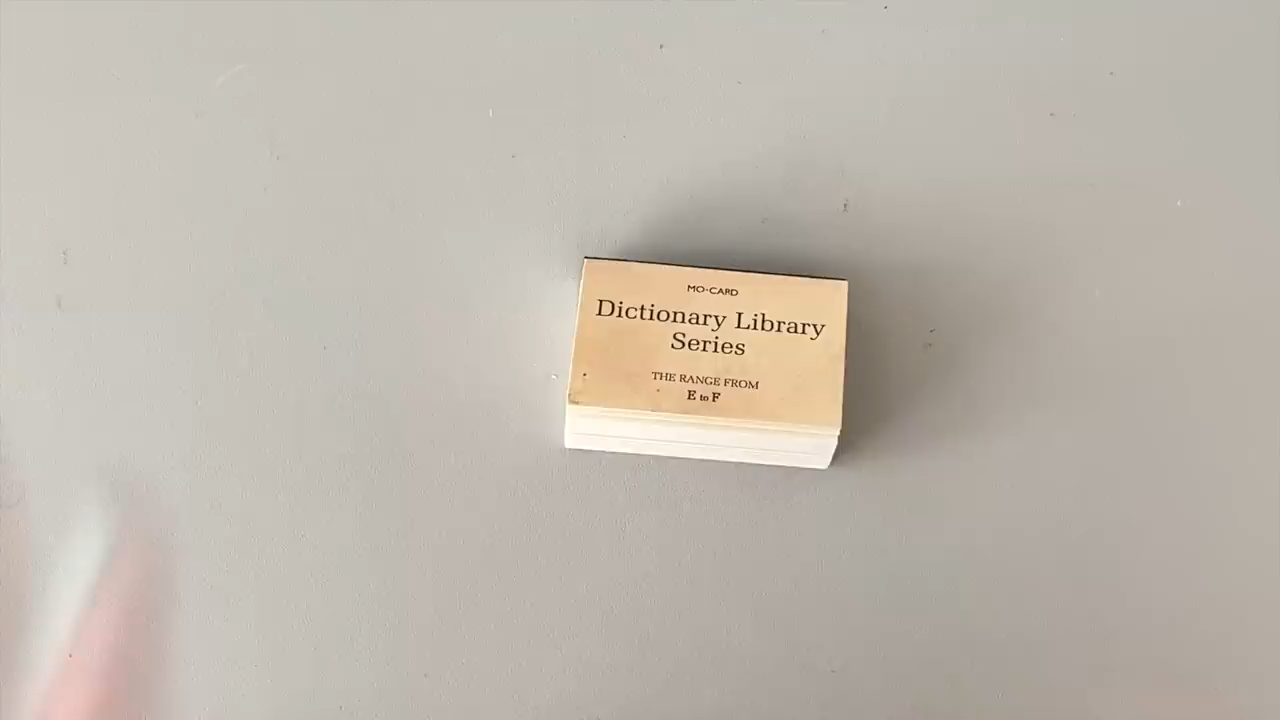 MO•CARD
Dictionary Library
Series
THE RANGE FROM
E to F